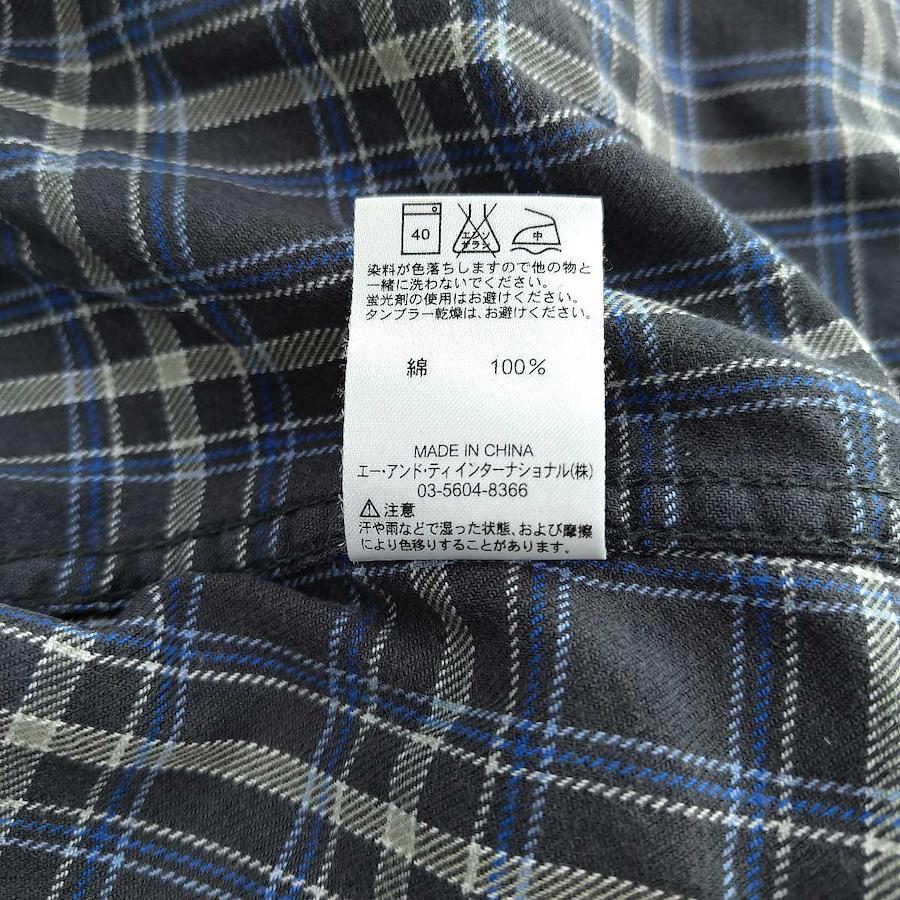 40 エンソ 中
サラシ
染料が色落ちしますので他の物と
一緒に洗わないでください。
蛍光剤の使用はお避けください。
タンブラー乾燥は、お避けください。
綿 100%
MADE IN CHINA
エー・アンド・ティ インターナショナル(株)
03-5604-8366
⚠注意
汗や雨などで湿った状態、および摩擦
により色移りすることがあります。